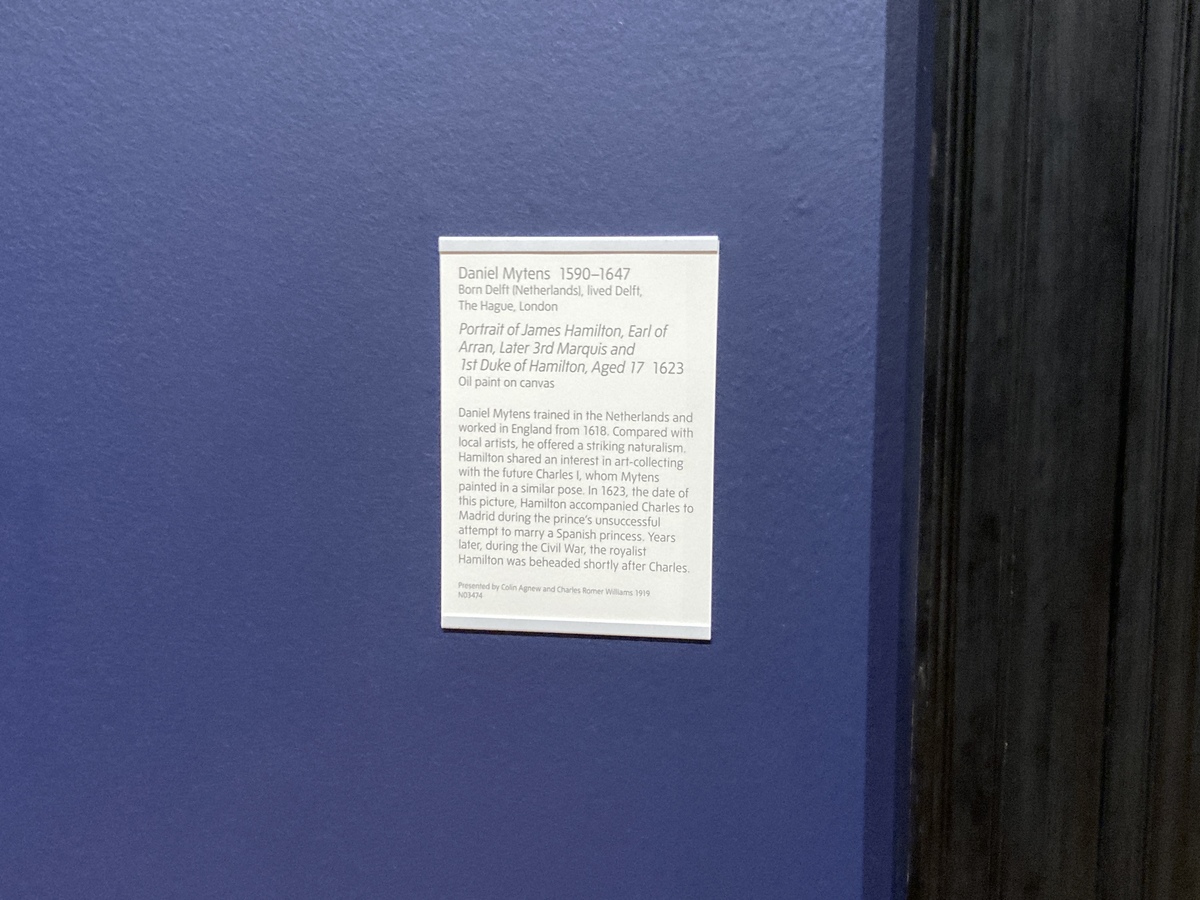 Daniel Mytens 1590–1647
Born Delft (Netherlands), lived Delft,
The Hague, London
Portrait of James Hamilton, Earl of
Arran, Later 3rd Marquis and
1st Duke of Hamilton, Aged 17 1623
Oil paint on canvas
Daniel Mytens trained in the Netherlands and
worked in England from 1618. Compared with
local artists, he offered a striking naturalism.
Hamilton shared an interest in art-collecting
with the future Charles I, whom Mytens
painted in a similar pose. In 1623, the date of
this picture, Hamilton accompanied Charles to
Madrid during the prince's unsuccessful
attempt to marry a Spanish princess. Years
later, during the Civil War, the royalist
Hamilton was beheaded shortly after Charles.
Presented by Colin Agnew and Charles Romer Williams 1919
N03474